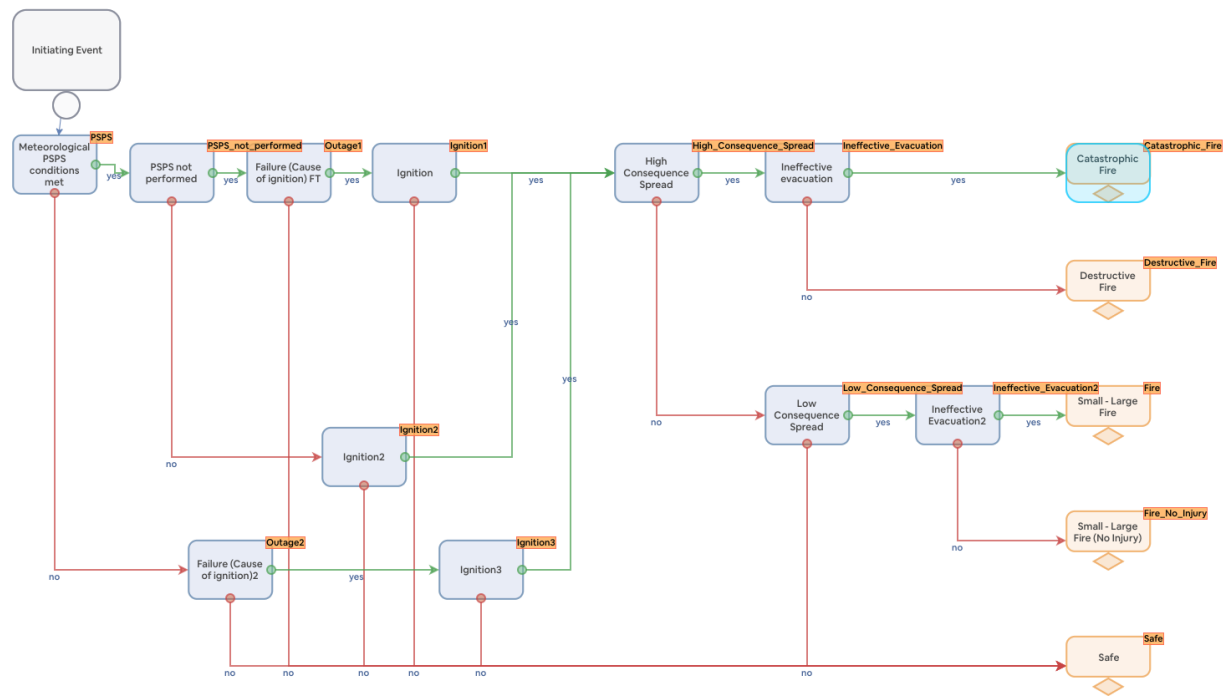 Initiating Event
PSPS
Meteorological
PSPS
conditions
met
yes
PSPS_not_performed
PSPS not
performed
yes
Outage1
Failure (Cause
of ignition) FT
yes
Ignition1
Ignition
yes
High_Consequence_Spread
High
Consequence
Spread
yes
Ineffective_Evacuation
Ineffective
evacuation
yes
Catastrophic_Fire
Catastrophic
Fire
Destructive_Fire
Destructive
Fire
no
yes
yes
Low_Consequence_Spread
Low
Consequence
Spread
no
yes
Ineffective_Evacuation2
Ineffective
Evacuation2
yes
Fire
Small - Large
Fire
Ignition2
Ignition2
no
Fire_No_Injury
Small - Large
Fire (No Injury)
no
Outage2
Failure (Cause
of ignition)2
no
yes
Ignition3
Ignition3
Safe
Safe
no
no
no
no
no
no